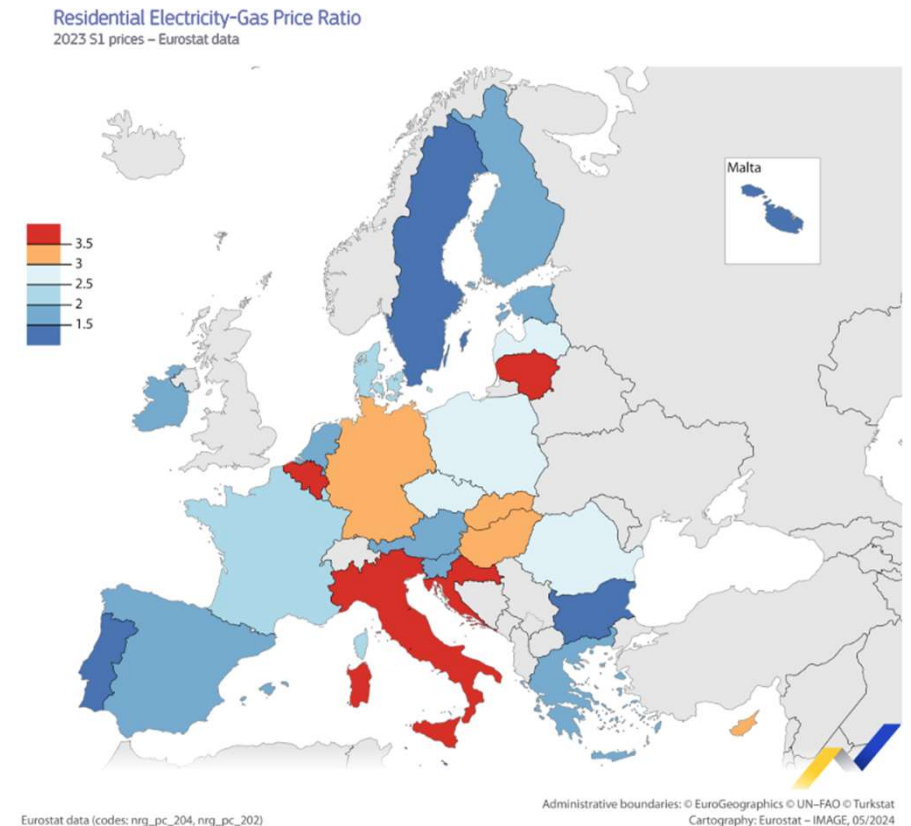 Residential Electricity-Gas Price Ratio
2023 S1 prices – Eurostat data
Malta
3.5
3
2.5
2
1.5
Administrative boundaries: © EuroGeographics © UN–FAO © Turkstat
Cartography: Eurostat – IMAGE, 05/2024
Eurostat data (codes: nrg_pc_204, nrg_pc_202)